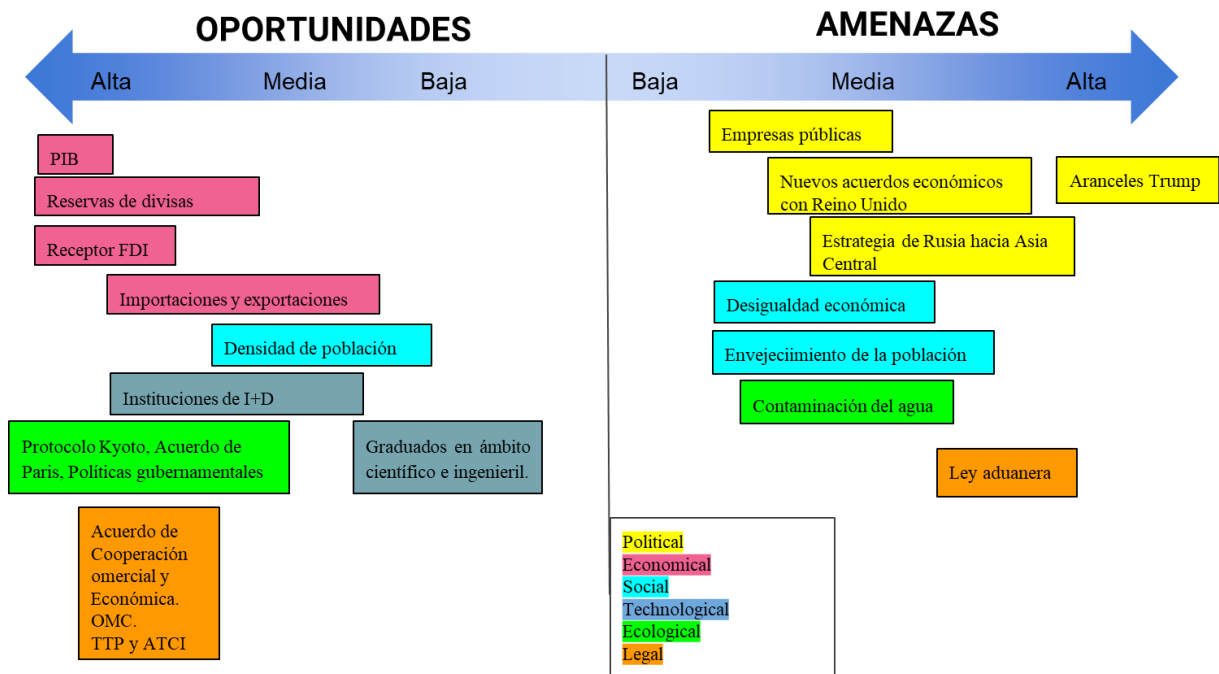 OPORTUNIDADES
AMENAZAS
Alta
Media
Baja
Baja
Media
Alta
PIB
Reservas de divisas
Receptor FDI
Importaciones y exportaciones
Densidad de población
Instituciones de I+D
Protocolo Kyoto, Acuerdo de
Paris, Políticas gubernamentales
Graduados en ámbito
científico e ingenieril.
Acuerdo de
Cooperación
omercial y
Económica.
OMC.
TTP y ATCI
Empresas públicas
Nuevos acuerdos económicos
con Reino Unido
Aranceles Trump
Estrategia de Rusia hacia Asia
Central
Desigualdad económica
Envejeciimiento de la población
Contaminación del agua
Ley aduanera
Political
Economical
Social
Technological
Ecological
Legal